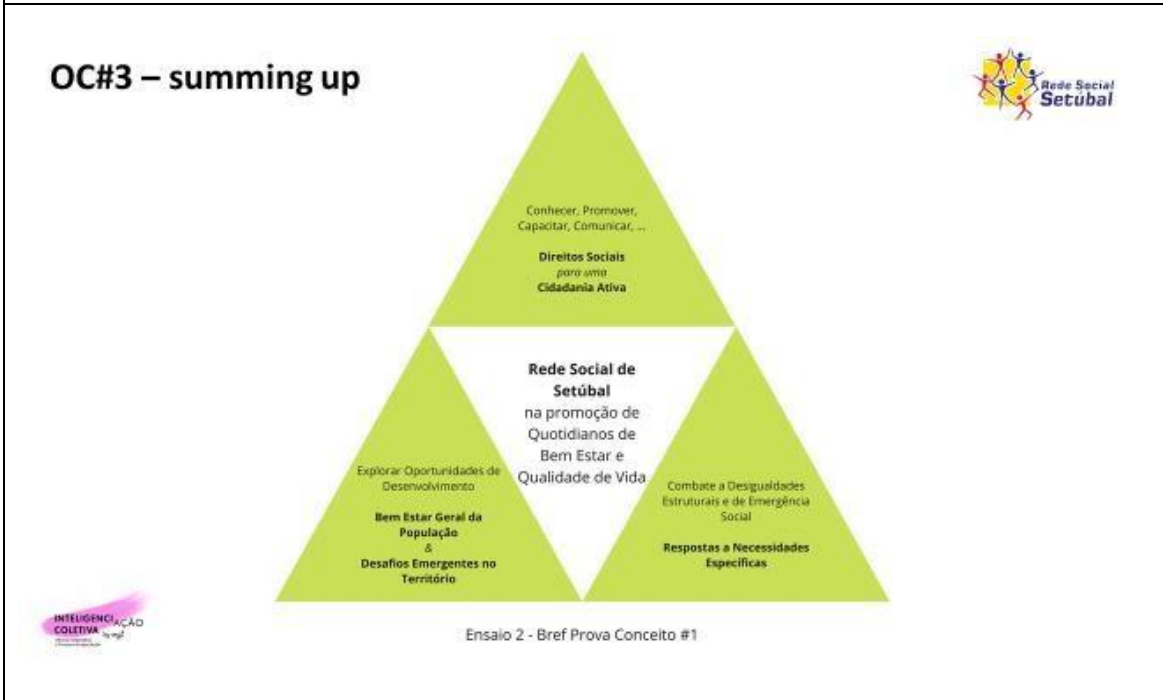 OC#3 – summing up
Rede Social
Setúbal
Conhecer, Promover,
Capacitar, Comunicar, ...
Direitos Sociais
para uma
Cidadania Ativa
Rede Social de
Setúbal
na promoção de
Quotidianos de
Bem Estar e
Qualidade de Vida
Explorar Oportunidades de
Desenvolvimento
Bem Estar Geral da
População
&
Desafios Emergentes no
Território
Combate a Desigualdades
Estruturais e de Emergência
Social
Respostas a Necessidades
Específicas
INTELIGENCI AÇÃO
COLETIVA
Ensaio 2 - Bref Prova Conceito #1